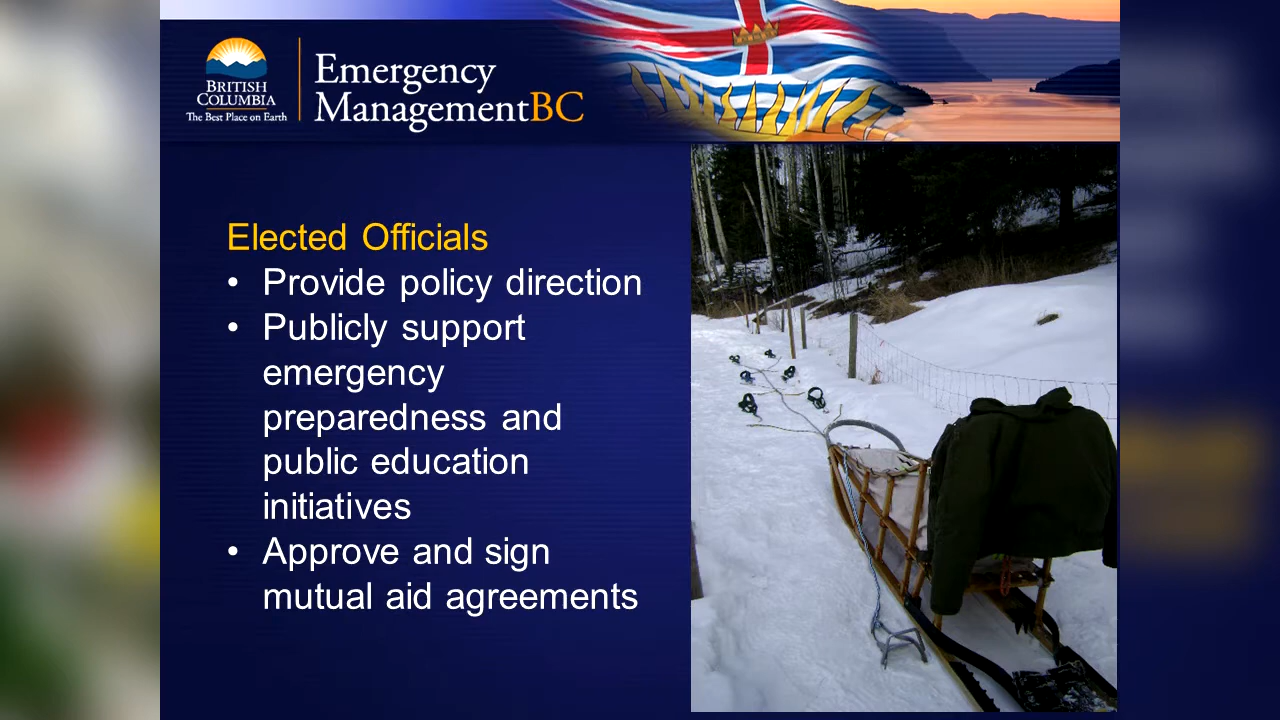 BRITISH
COLUMBIA
The Best Place on Earth
Emergency
ManagementBC
Elected Officials
• Provide policy direction
• Publicly support
emergency
preparedness and
public education
initiatives
• Approve and sign
mutual aid agreements